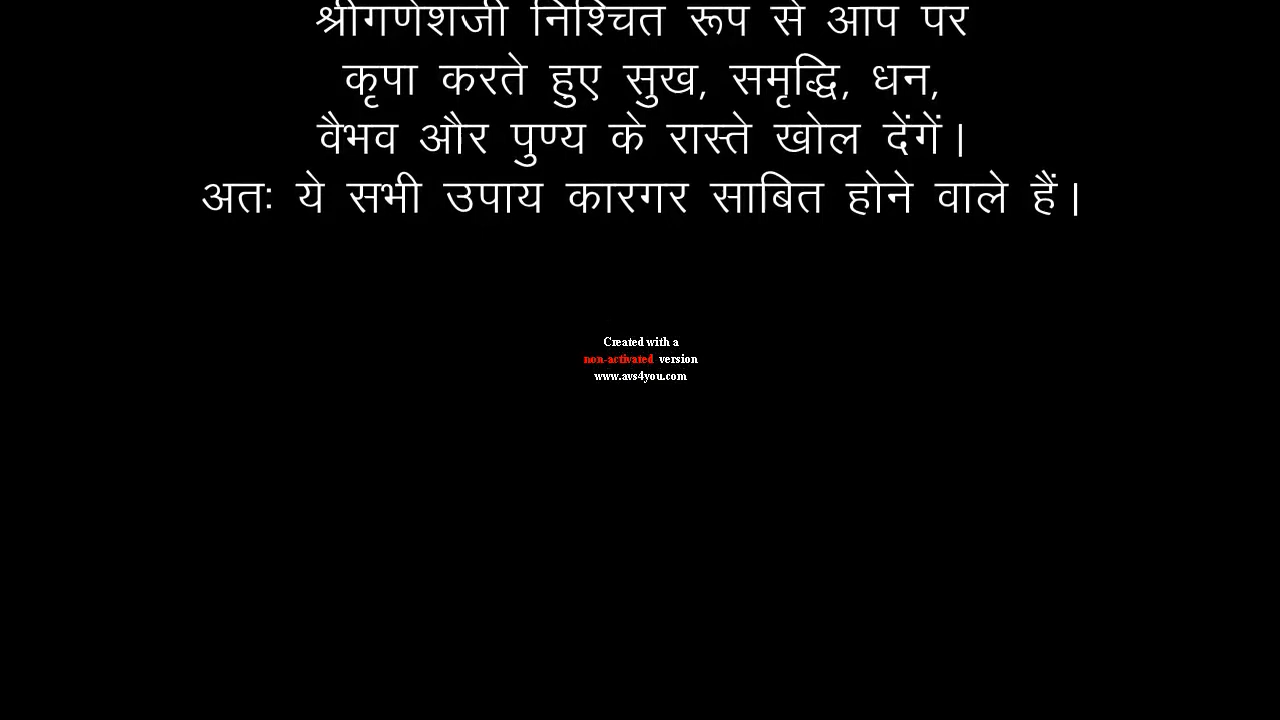 श्रीगणेशजी निश्चित रूप से आप पर
कृपा करते हुए सुख, समृद्धि, धन,
वैभव और पुण्य के रास्ते खोल देंगें।
अतः ये सभी उपाय कारगर साबित होने वाले हैं।
Created with a
non-activated version
www.avs4you.com